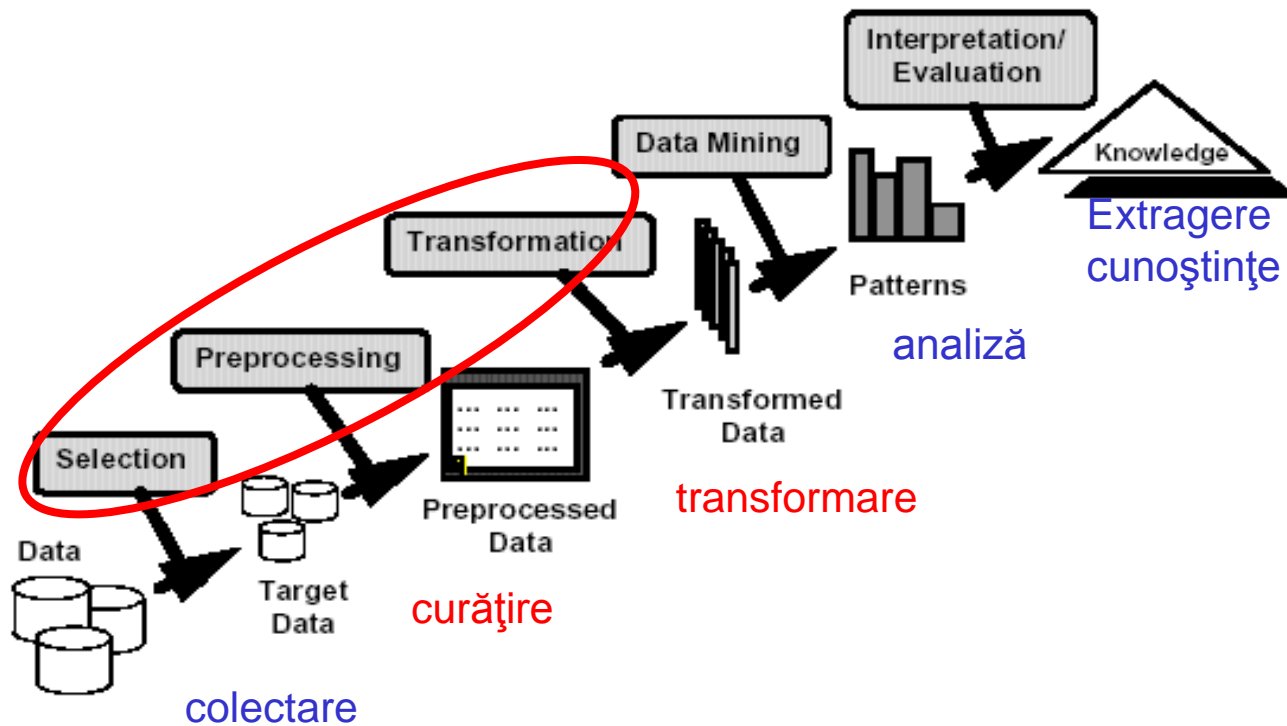 Interpretation/
Evaluation
Data Mining
Knowledge
Extragere
cunoştinţe
Transformation
Patterns
analiză
Preprocessing
Transformed
Data
... ... ...
... ... ...
... ... ...
transformare
Selection
Preprocessed
Data
Data
Target
Data
curăţire
colectare